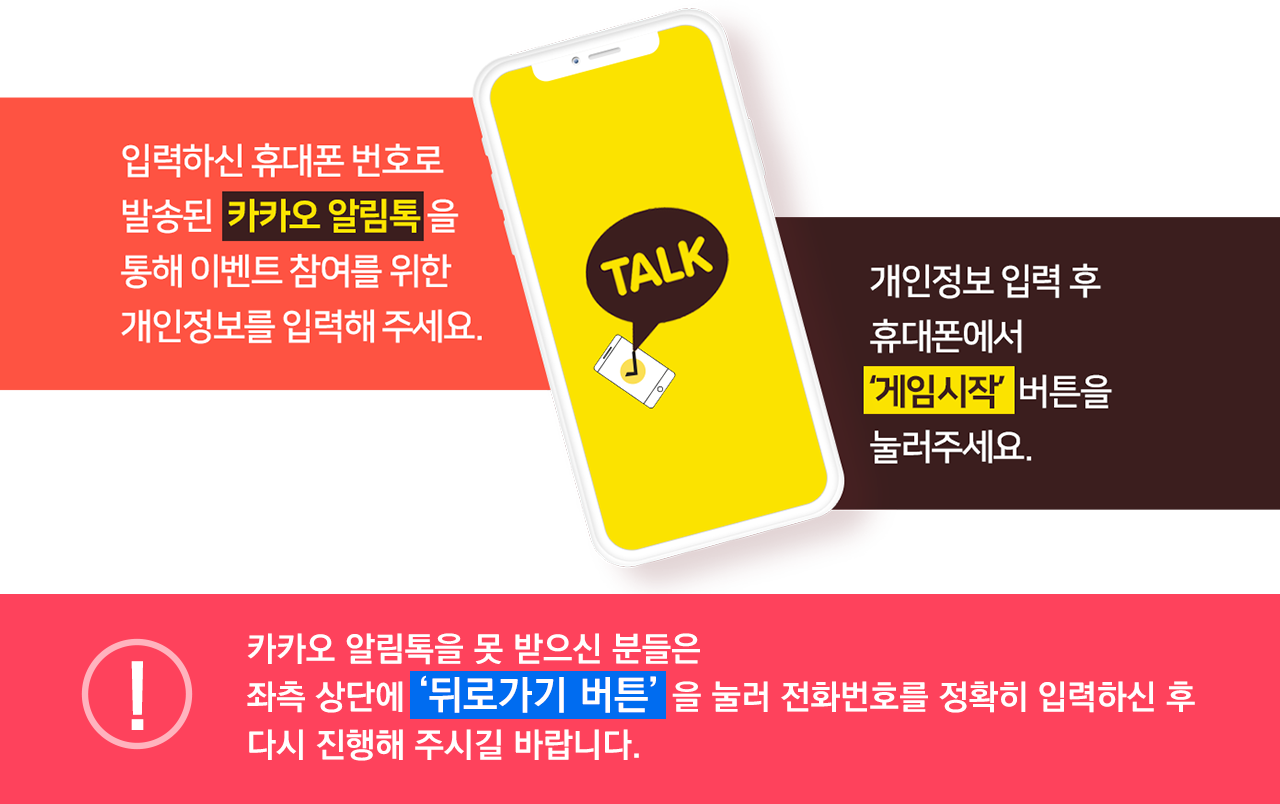 입력하신 휴대폰 번호로
발송된 카카오 알림톡을
통해 이벤트 참여를 위한
개인정보를 입력해 주세요.
TALK
개인정보 입력 후
휴대폰에서
‘게임시작’ 버튼을
눌러주세요.
!
카카오 알림톡을 못 받으신 분들은
좌측 상단에 ‘뒤로가기 버튼’ 을 눌러 전화번호를 정확히 입력하신 후
다시 진행해 주시길 바랍니다.